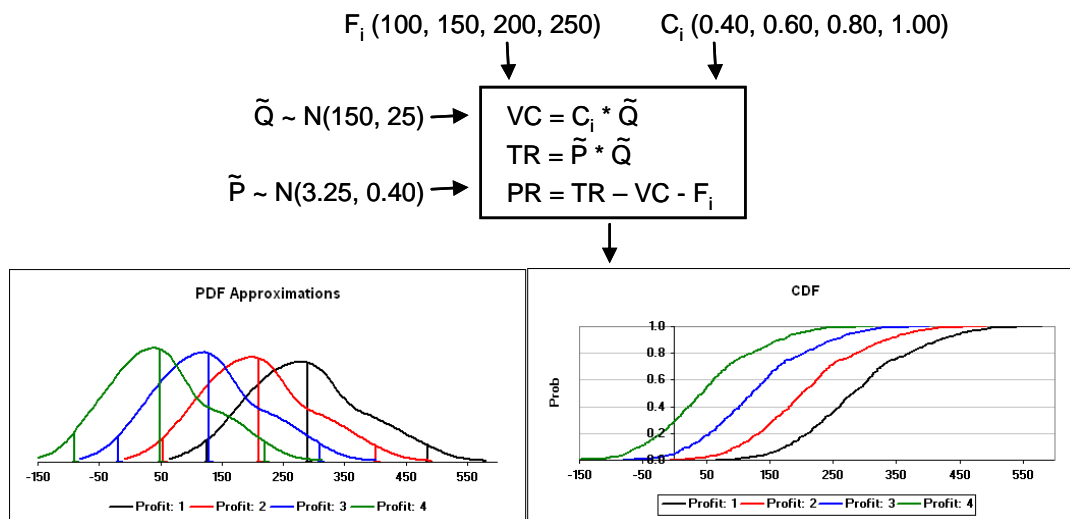 Fi (100, 150, 200, 250) Ci (0.40, 0.60, 0.80, 1.00)
Q̃ ~ N(150, 25)
P̃ ~ N(3.25, 0.40)
VC = Ci * Q̃
TR = P̃ * Q̃
PR = TR – VC - Fi
PDF Approximations
-150 -50 50 150 250 350 450 550
Profit: 1 Profit: 2 Profit: 3 Profit: 4
CDF
Prob
1.0
0.8
0.6
0.4
0.2
0.0
-150 -50 50 150 250 350 450 550
Profit: 1 Profit: 2 Profit: 3 Profit: 4